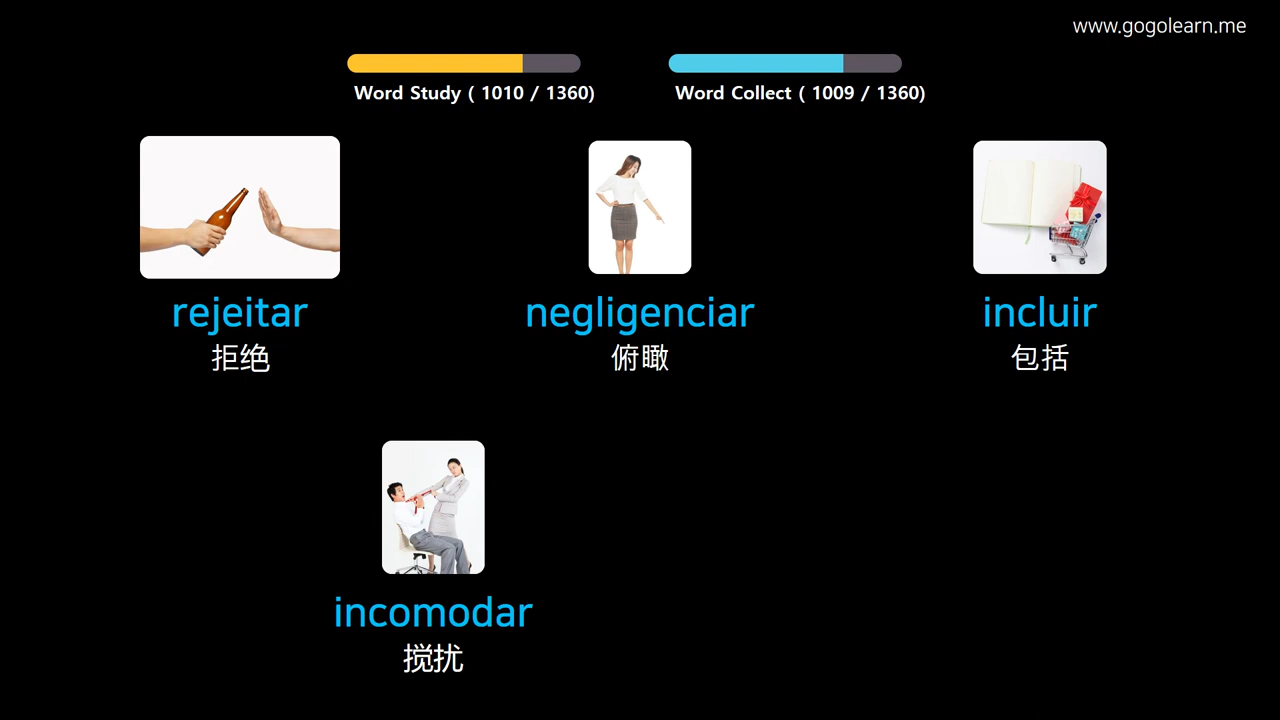 www.gogolearn.me
Word Study ( 1010 / 1360)
Word Collect ( 1009 / 1360)
rejeitar
拒绝
negligenciar
俯瞰
incluir
包括
incomodar
搅扰